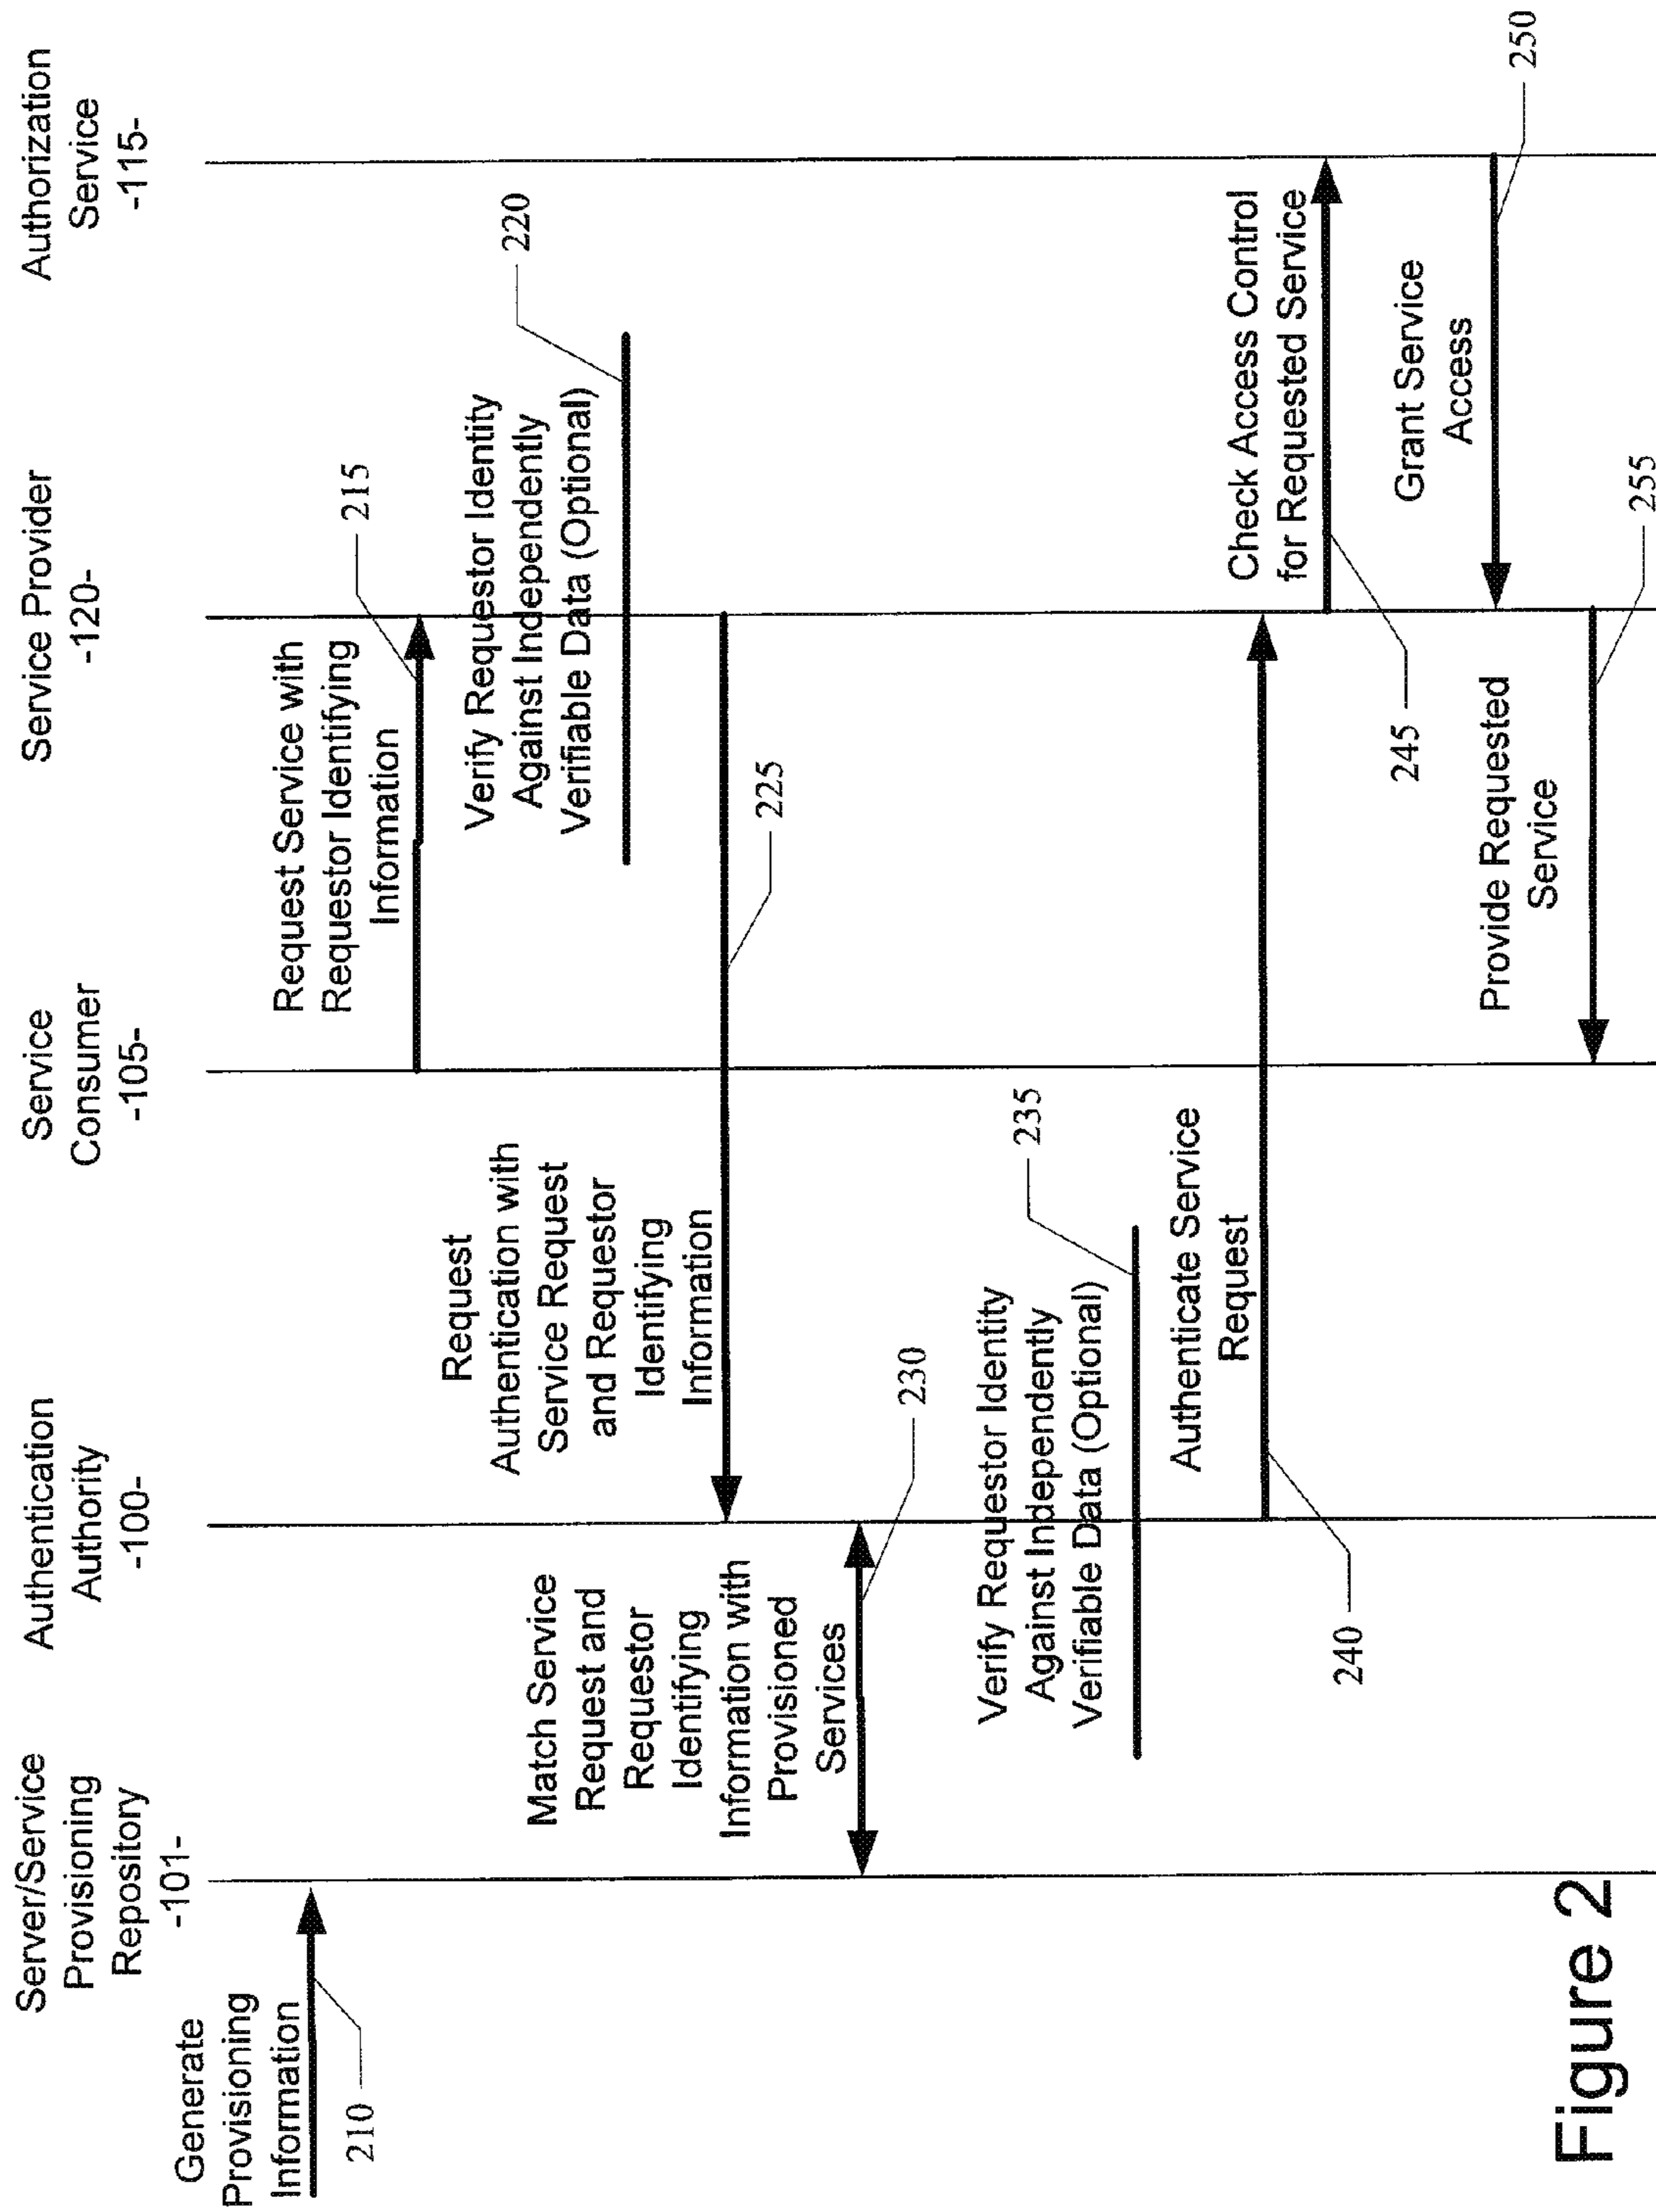 Server/Service
Provisioning
Repository
-101-
Authentication
Authority
-100-
Service
Consumer
-105-
Service Provider
-120-
Authorization
Service
-115-
Generate
Provisioning
Information
210
Request Service with
Requestor Identifying
Information
215
Verify Requestor Identity
Against Independently
Verifiable Data (Optional)
220
Request
Authentication with
Service Request
and Requestor
Identifying
Information
225
Match Service
Request and
Requestor
Identifying
Information with
Provisioned
Services
230
Verify Requestor Identity
Against Independently
Verifiable Data (Optional)
235
Authenticate Service
Request
240
Check Access Control
for Requested Service
245
Grant Service
Access
250
Provide Requested
Service
255
Figure 2